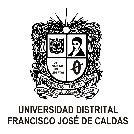 UNIVERSIDAD DISTRITAL
FRANCISCO JOSÉ DE CALDAS